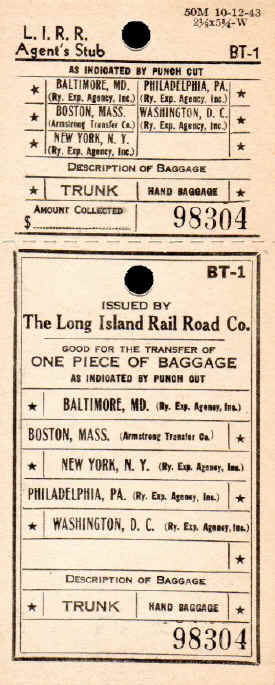 50M 10-12-43
2⅝x5¾-W
L. I. R. R.
Agent's Stub BT-1
AS INDICATED BY PUNCH OUT
★ BALTIMORE, MD. (Ry. Exp. Agency, Inc.) PHILADELPHIA, PA. (Ry. Exp. Agency, Inc.) ★
★ BOSTON, MASS. (Armstrong Transfer Co.) WASHINGTON, D. C. (Ry. Exp. Agency, Inc.) ★
★ NEW YORK, N. Y. (Ry. Exp. Agency, Inc.) ★
DESCRIPTION OF BAGGAGE
★ TRUNK HAND BAGGAGE ★
AMOUNT COLLECTED
$ 98304
BT-1
ISSUED BY
The Long Island Rail Road Co.
GOOD FOR THE TRANSFER OF
ONE PIECE OF BAGGAGE
AS INDICATED BY PUNCH OUT
★ BALTIMORE, MD. (Ry. Exp. Agency, Inc.)
BOSTON, MASS. (Armstrong Transfer Co.) ★
★ NEW YORK, N. Y. (Ry. Exp. Agency, Inc.)
PHILADELPHIA, PA. (Ry. Exp. Agency, Inc.) ★
★ WASHINGTON, D. C. (Ry. Exp. Agency, Inc.)
★
DESCRIPTION OF BAGGAGE
★ TRUNK HAND BAGGAGE ★
98304